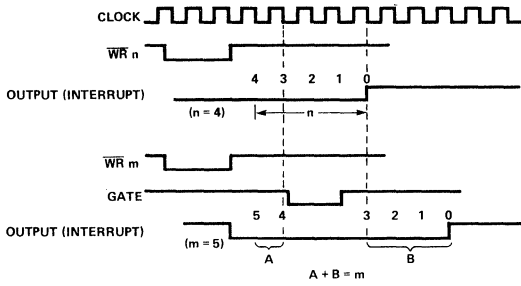 CLOCK
WR n
4 3 2 1 0
OUTPUT (INTERRUPT)
(n = 4)
n
WR m
GATE
5 4 3 2 1 0
OUTPUT (INTERRUPT)
(m = 5)
A
B
A + B = m